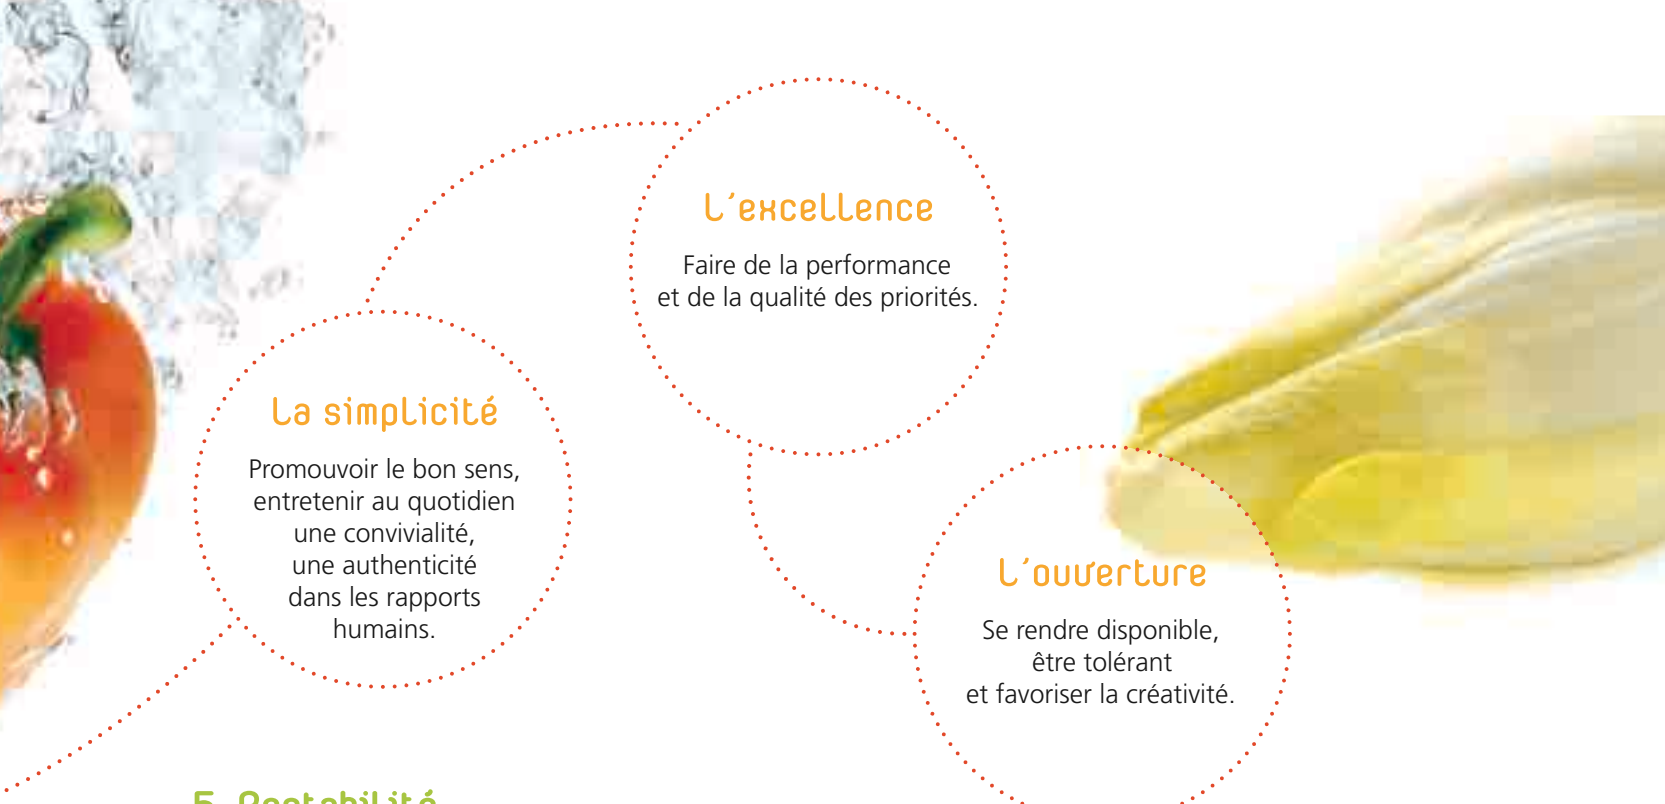 L'excellence
Faire de la performance
et de la qualité des priorités.
La simplicité
Promouvoir le bon sens,
entretenir au quotidien
une convivialité,
une authenticité
dans les rapports
humains.
L'ouverture
Se rendre disponible,
être tolérant
et favoriser la créativité.
5. Rentabilité